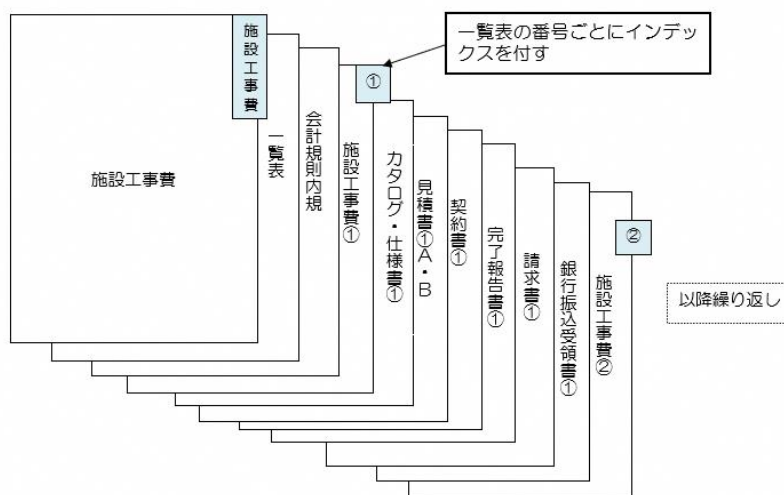 施設工事費
施設工事費
一覧表
会計規則内規
①
施設工事費①
カタログ・仕様書①
見積書①A・B
契約書①
完了報告書①
請求書①
銀行振込受領書①
②
施設工事費②
一覧表の番号ごとにインデッ
クスを付す
以降繰り返し